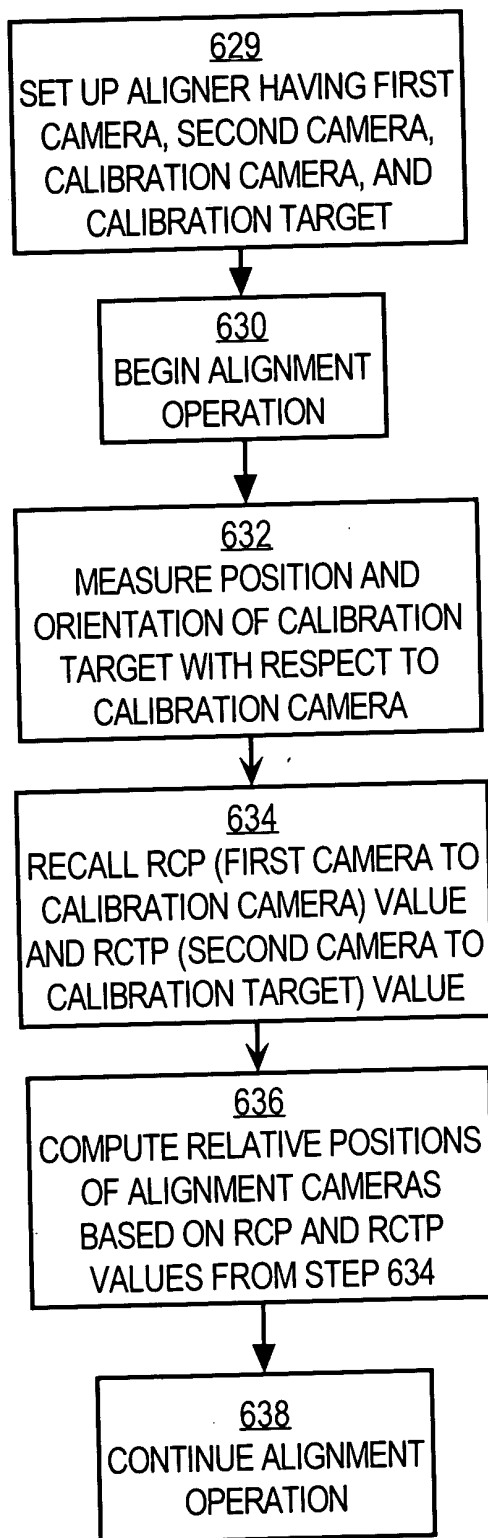 629
SET UP ALIGNER HAVING FIRST
CAMERA, SECOND CAMERA,
CALIBRATION CAMERA, AND
CALIBRATION TARGET
630
BEGIN ALIGNMENT
OPERATION
632
MEASURE POSITION AND
ORIENTATION OF CALIBRATION
TARGET WITH RESPECT TO
CALIBRATION CAMERA
634
RECALL RCP (FIRST CAMERA TO
CALIBRATION CAMERA) VALUE
AND RCTP (SECOND CAMERA TO
CALIBRATION TARGET) VALUE
636
COMPUTE RELATIVE POSITIONS
OF ALIGNMENT CAMERAS
BASED ON RCP AND RCTP
VALUES FROM STEP 634
638
CONTINUE ALIGNMENT
OPERATION